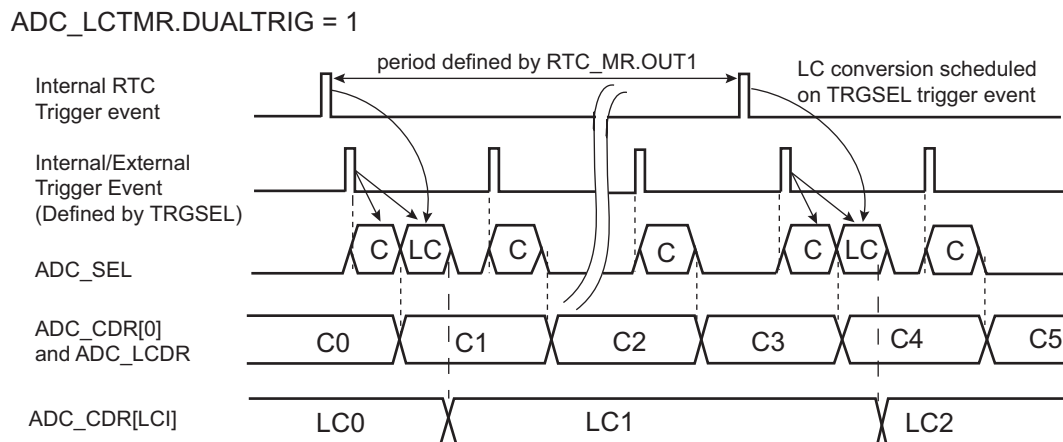 ADC_LCTMR.DUALTRIG = 1
period defined by RTC_MR.OUT1
Internal RTC
Trigger event
LC conversion scheduled
on TRGSEL trigger event
Internal/External
Trigger Event
(Defined by TRGSEL)
ADC_SEL
C LC C C C LC C
ADC_CDR[0]
and ADC_LCDR
C0 C1 C2 C3 C4 C5
ADC_CDR[LCI]
LC0 LC1 LC2